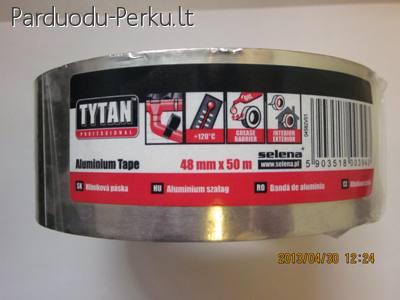 Parduodu-Perku.lt
TYTAN
PROFESSIONAL
+120°C
GREASE
BARRIER
INTERIOR
EXTERIOR
Aluminium Tape
48 mm x 50 m
selena
www.selena.pl
SK Hliníková páska
HU Alumínium szalag
RO Bandă de aluminiu
CZ
2013/04/30 12:24